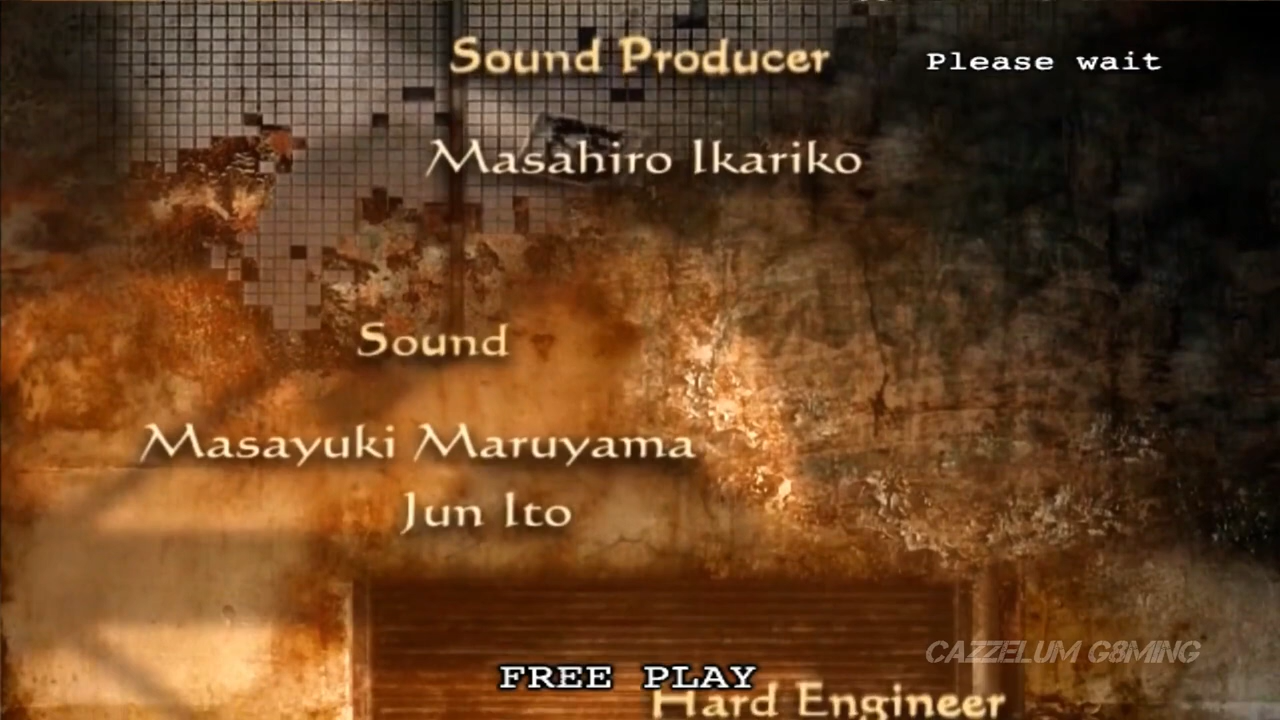 Sound Producer
Please wait
Masahiro Ikariko
Sound
Masayuki Maruyama
Jun Ito
CAZZELUM G8MING
FREE PLAY
Hard Engineer